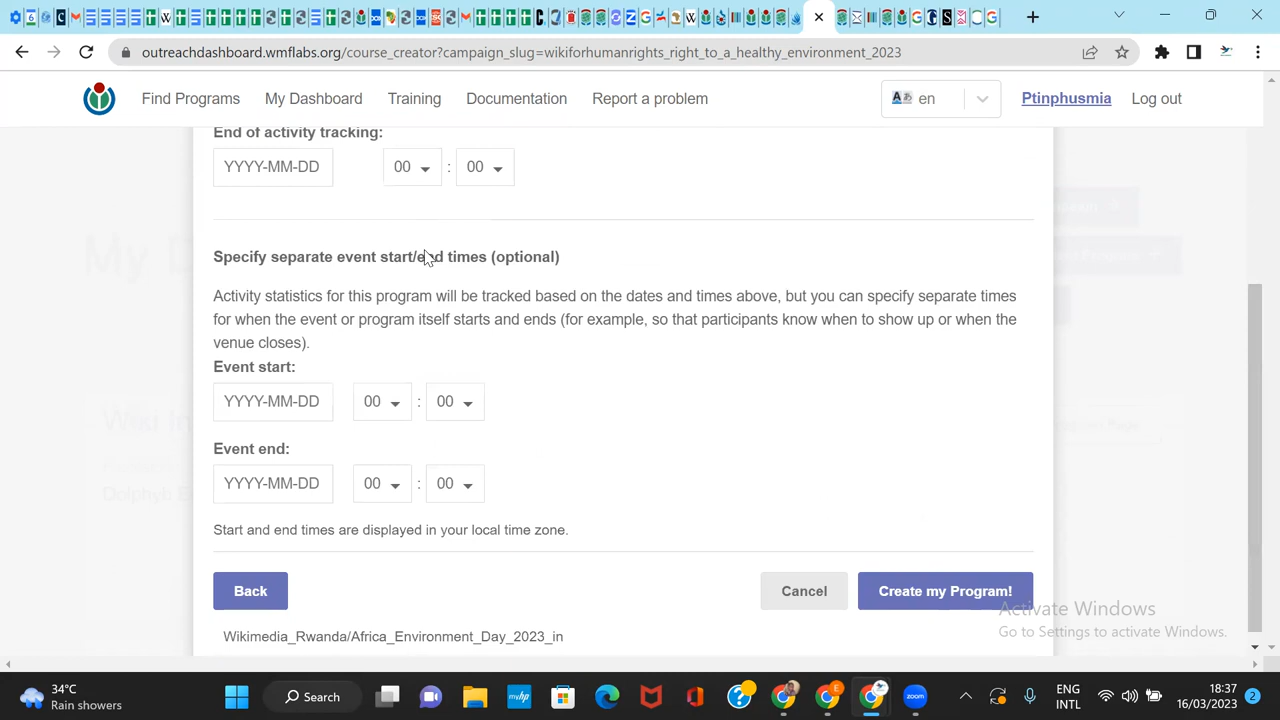 outreachdashboard.wmflabs.org/course_creator?campaign_slug=wikiforhumanrights_right_to_a_healthy_environment_2023
Find Programs My Dashboard Training Documentation Report a problem en Ptinphusmia Log out
End of activity tracking:
YYYY-MM-DD 00 : 00
Specify separate event start/end times (optional)
Activity statistics for this program will be tracked based on the dates and times above, but you can specify separate times
for when the event or program itself starts and ends (for example, so that participants know when to show up or when the
venue closes).
Event start:
YYYY-MM-DD 00 : 00
Event end:
YYYY-MM-DD 00 : 00
Start and end times are displayed in your local time zone.
Back Cancel Create my Program!
Activate Windows
Go to Settings to activate Windows.
Wikimedia_Rwanda/Africa_Environment_Day_2023_in
34°C
Rain showers
Search
zoom
ENG
INTL
18:37
16/03/2023
2